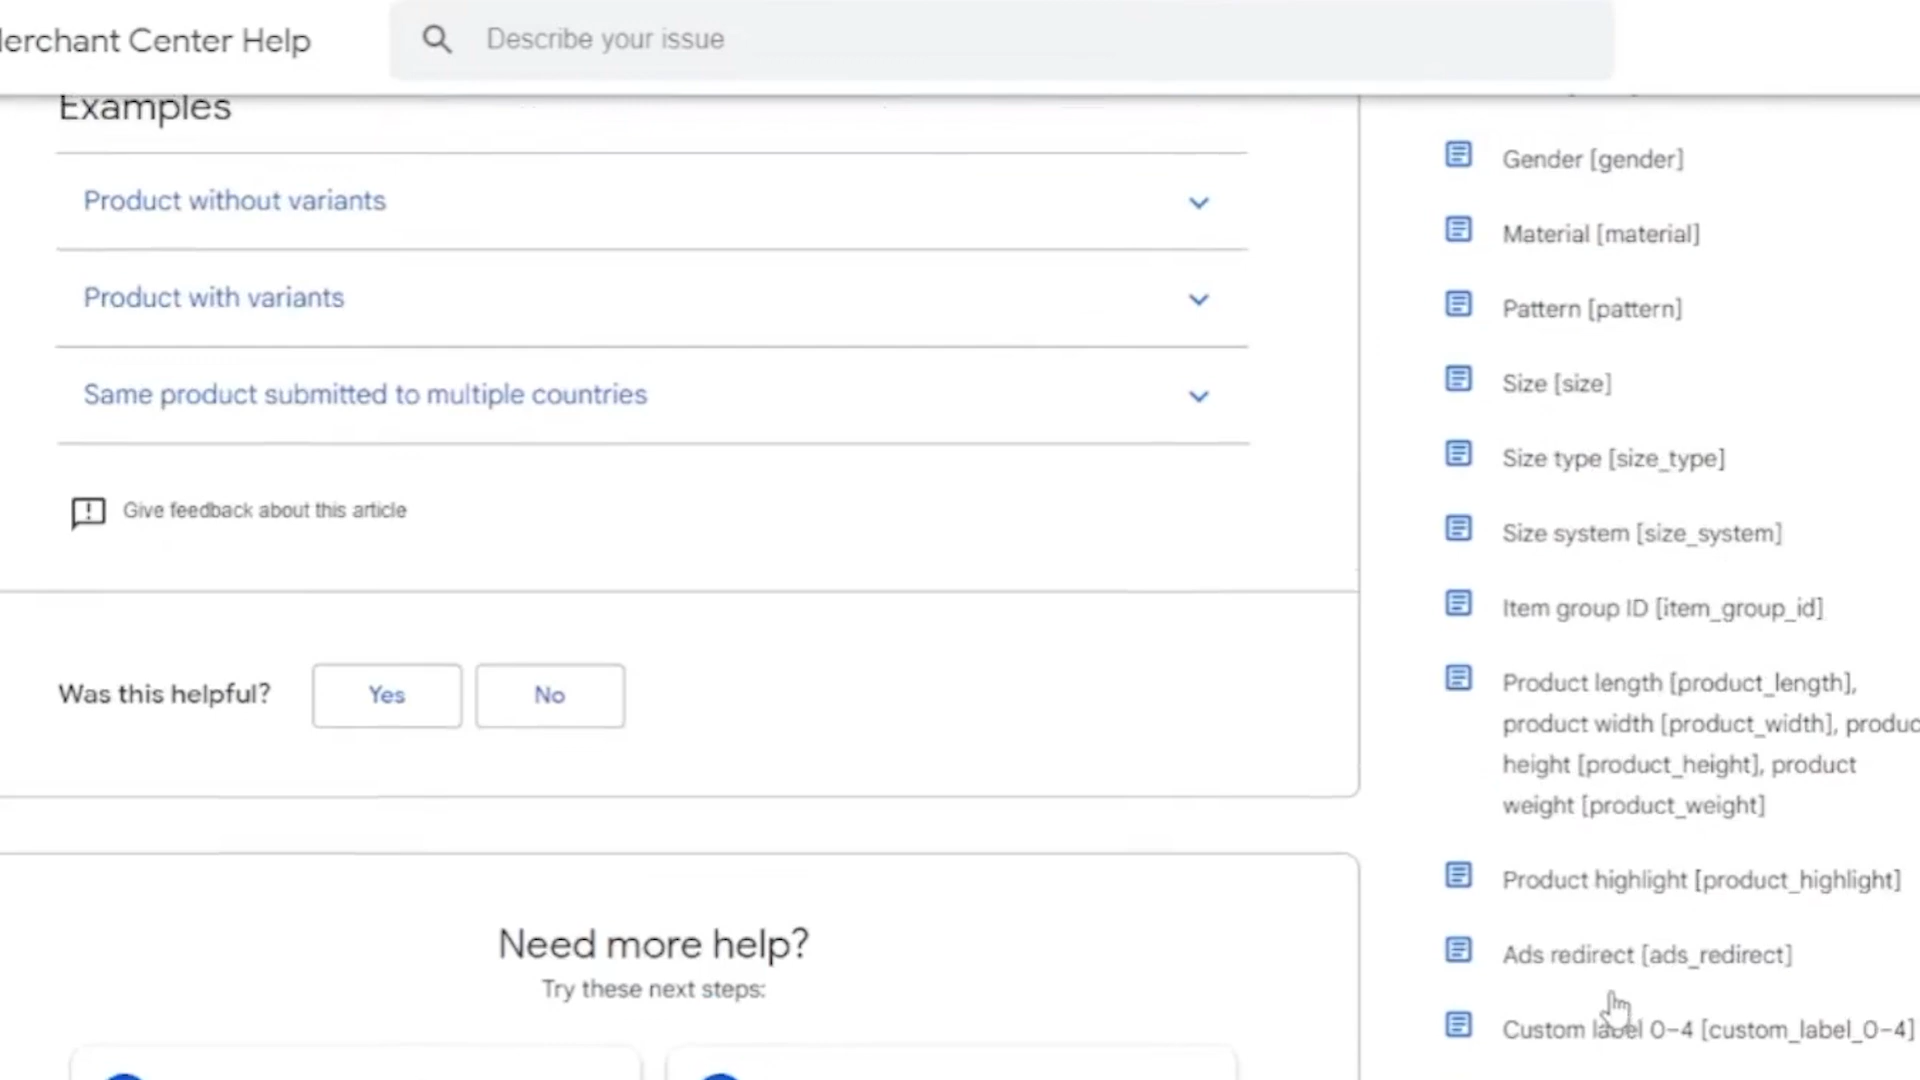 erchant Center Help
Describe your issue
Examples
Product without variants
Product with variants
Same product submitted to multiple countries
Give feedback about this article
Was this helpful?
Yes
No
Need more help?
Try these next steps:
Gender [gender]
Material [material]
Pattern [pattern]
Size [size]
Size type [size_type]
Size system [size_system]
Item group ID [item_group_id]
Product length [product_length],
product width [product_width], produc
height [product_height], product
weight [product_weight]
Product highlight [product_highlight]
Ads redirect [ads_redirect]
Custom label 0–4 [custom_label_0–4]